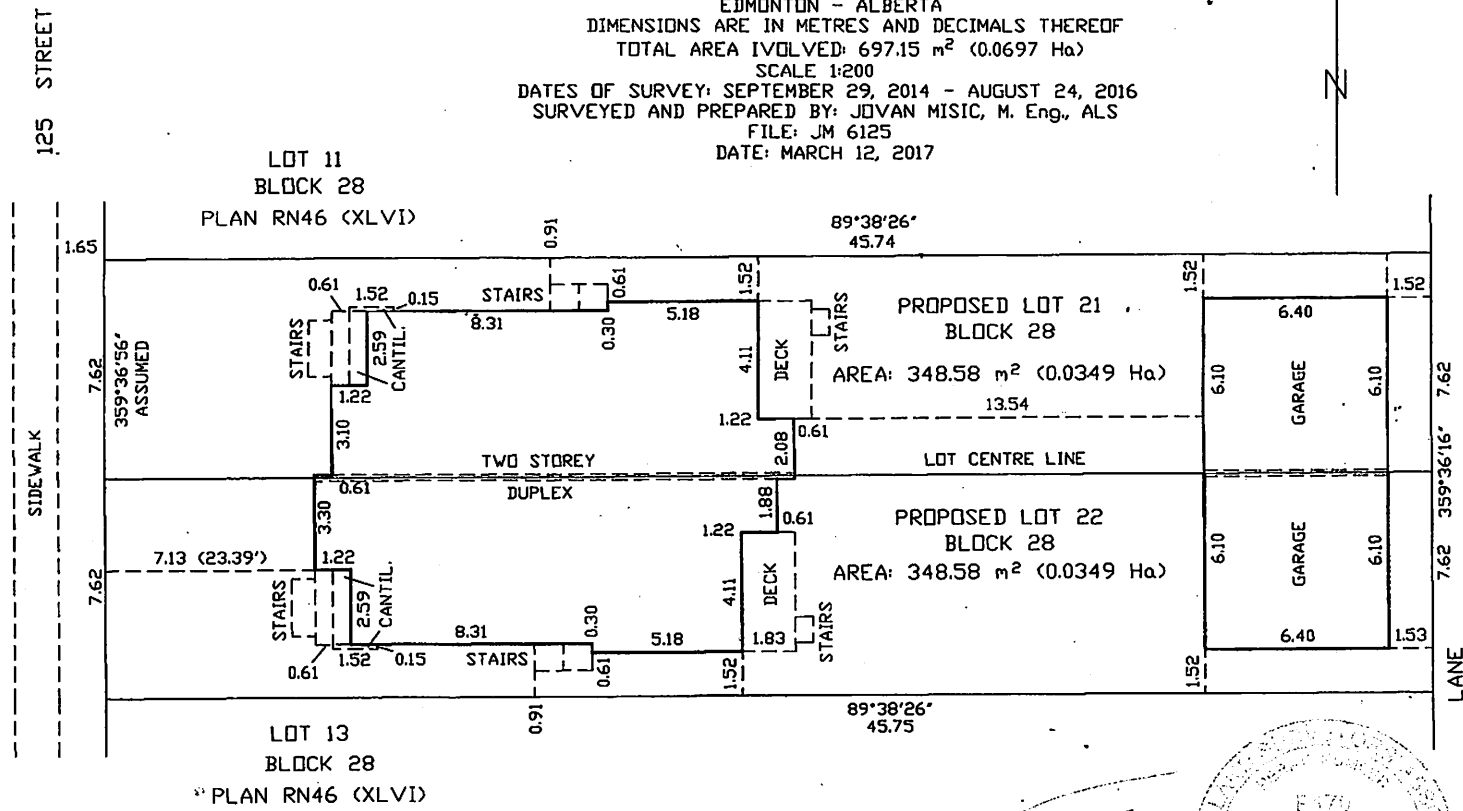 EDMONTON - ALBERTA
DIMENSIONS ARE IN METRES AND DECIMALS THEREOF
TOTAL AREA IVOLVED: 697.15 m² (0.0697 Ha)
SCALE 1:200
DATES OF SURVEY: SEPTEMBER 29, 2014 - AUGUST 24, 2016
SURVEYED AND PREPARED BY: JOVAN MISIC, M. Eng., ALS
FILE: JM 6125
DATE: MARCH 12, 2017
N
125 STREET
LOT 11
BLOCK 28
PLAN RN46 (XLVI)
89°38'26"
45.74
1.65
0.91
0.61
1.52
0.15
STAIRS
0.61
1.52
1.52
1.52
8.31
0.30
5.18
6.40
STAIRS
2.59
CANTIL.
1.22
3.10
4.11
DECK
STAIRS
PROPOSED LOT 21
BLOCK 28
AREA: 348.58 m² (0.0349 Ha)
13.54
1.22
0.61
2.08
6.10
GARAGE
6.10
7.62
359°36'56"
ASSUMED
7.62
359°36'16"
SIDEWALK
TWO STOREY
DUPLEX
LOT CENTRE LINE
0.61
3.30
1.88
0.61
1.22
PROPOSED LOT 22
BLOCK 28
AREA: 348.58 m² (0.0349 Ha)
7.13 (23.39')
1.22
7.62
STAIRS
2.59
CANTIL.
4.11
DECK
6.10
GARAGE
6.10
7.62
8.31
0.30
5.18
1.83
STAIRS
6.40
1.53
0.61
1.52
0.15
STAIRS
0.61
1.52
1.52
LANE
0.91
89°38'26"
45.75
LOT 13
BLOCK 28
PLAN RN46 (XLVI)